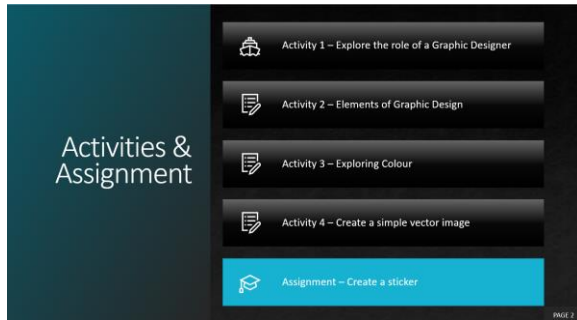 Activities &
Assignment
Activity 1 – Explore the role of a Graphic Designer
Activity 2 – Elements of Graphic Design
Activity 3 – Exploring Colour
Activity 4 – Create a simple vector image
Assignment – Create a sticker
PAGE 2